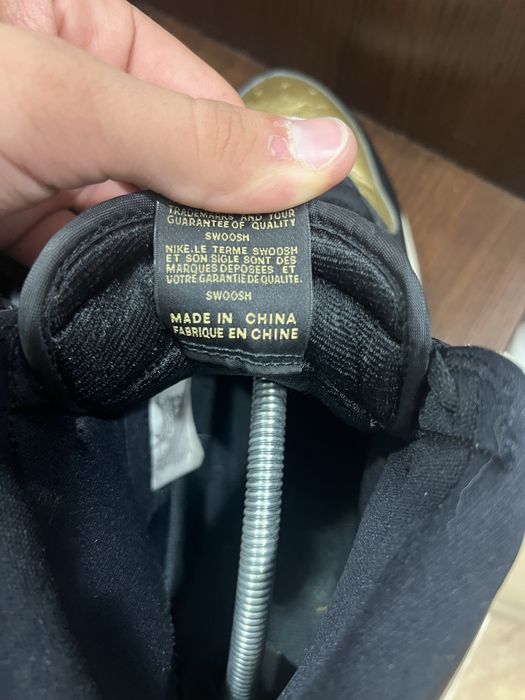 TRADEMARKS AND YOUR
GUARANTEE OF QUALITY
SWOOSH
NIKE.LE TERME SWOOSH
ET SON SIGLE SONT DES
MARQUES DEPOSEES ET
VOTRE GARANTIE DE QUALITE.
SWOOSH
MADE IN CHINA
FABRIQUE EN CHINE